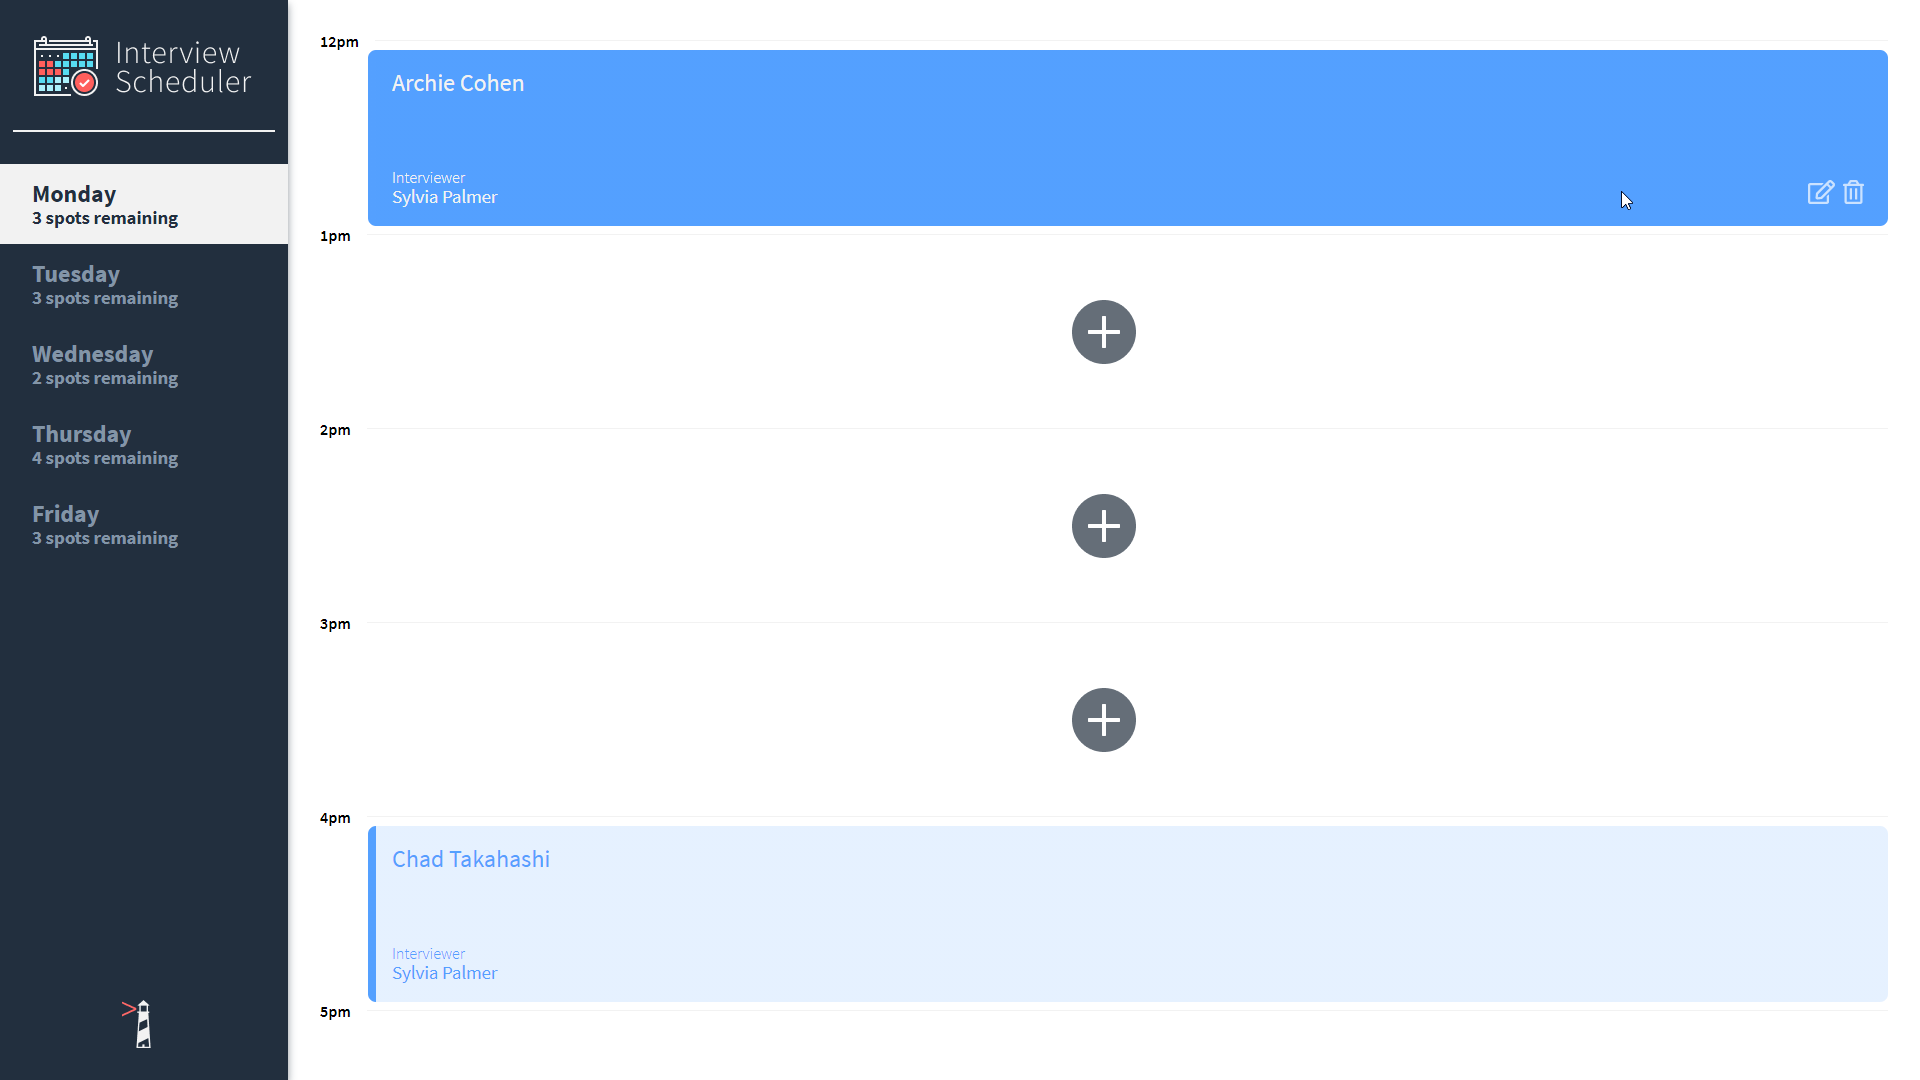 Interview
Scheduler
Monday
3 spots remaining
Tuesday
3 spots remaining
Wednesday
2 spots remaining
Thursday
4 spots remaining
Friday
3 spots remaining
12pm
Archie Cohen
Interviewer
Sylvia Palmer
1pm
2pm
3pm
4pm
Chad Takahashi
Interviewer
Sylvia Palmer
5pm